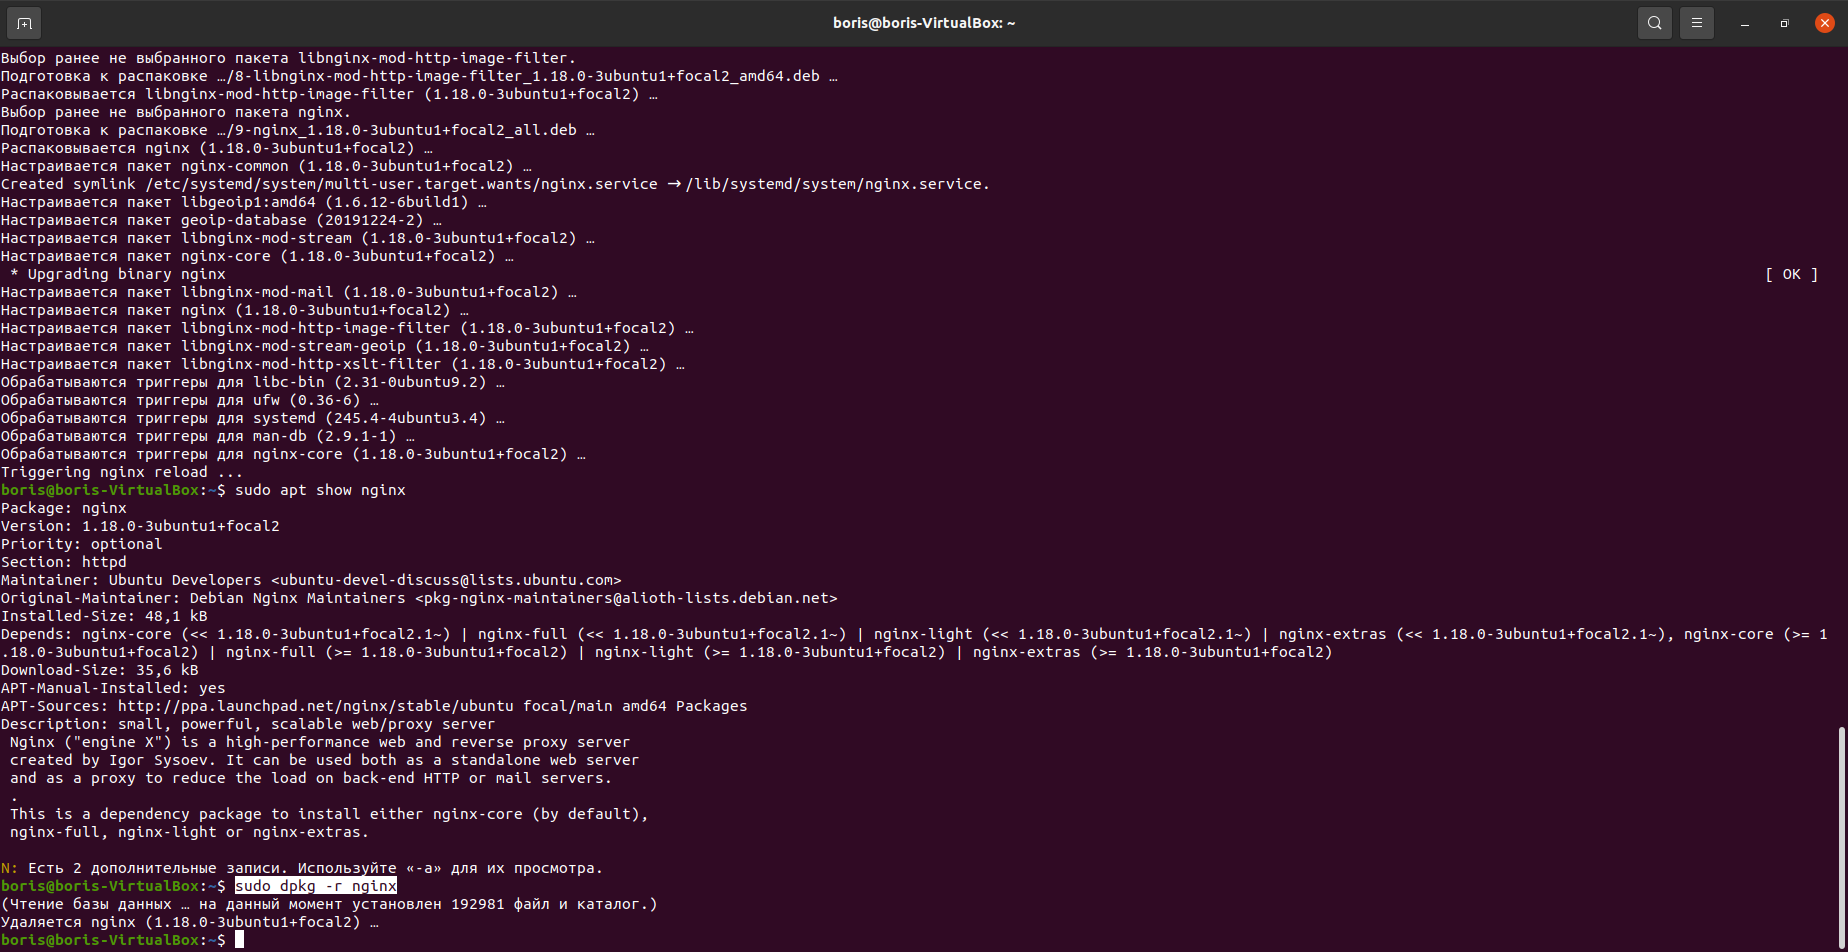 boris@boris-VirtualBox: ~
Выбор ранее не выбранного пакета libnginx-mod-http-image-filter.
Подготовка к распаковке …/8-libnginx-mod-http-image-filter_1.18.0-3ubuntu1+focal2_amd64.deb …
Распаковывается libnginx-mod-http-image-filter (1.18.0-3ubuntu1+focal2) …
Выбор ранее не выбранного пакета nginx.
Подготовка к распаковке …/9-nginx_1.18.0-3ubuntu1+focal2_all.deb …
Распаковывается nginx (1.18.0-3ubuntu1+focal2) …
Настраивается пакет nginx-common (1.18.0-3ubuntu1+focal2) …
Created symlink /etc/systemd/system/multi-user.target.wants/nginx.service → /lib/systemd/system/nginx.service.
Настраивается пакет libgeoip1:amd64 (1.6.12-6build1) …
Настраивается пакет geoip-database (20191224-2) …
Настраивается пакет libnginx-mod-stream (1.18.0-3ubuntu1+focal2) …
Настраивается пакет nginx-core (1.18.0-3ubuntu1+focal2) …
* Upgrading binary nginx [ OK ]
Настраивается пакет libnginx-mod-mail (1.18.0-3ubuntu1+focal2) …
Настраивается пакет nginx (1.18.0-3ubuntu1+focal2) …
Настраивается пакет libnginx-mod-http-image-filter (1.18.0-3ubuntu1+focal2) …
Настраивается пакет libnginx-mod-stream-geoip (1.18.0-3ubuntu1+focal2) …
Настраивается пакет libnginx-mod-http-xslt-filter (1.18.0-3ubuntu1+focal2) …
Обрабатываются триггеры для libc-bin (2.31-0ubuntu9.2) …
Обрабатываются триггеры для ufw (0.36-6) …
Обрабатываются триггеры для systemd (245.4-4ubuntu3.4) …
Обрабатываются триггеры для man-db (2.9.1-1) …
Обрабатываются триггеры для nginx-core (1.18.0-3ubuntu1+focal2) …
Triggering nginx reload ...
boris@boris-VirtualBox:~$ sudo apt show nginx
Package: nginx
Version: 1.18.0-3ubuntu1+focal2
Priority: optional
Section: httpd
Maintainer: Ubuntu Developers <ubuntu-devel-discuss@lists.ubuntu.com>
Original-Maintainer: Debian Nginx Maintainers <pkg-nginx-maintainers@alioth-lists.debian.net>
Installed-Size: 48,1 kB
Depends: nginx-core (<< 1.18.0-3ubuntu1+focal2.1~) | nginx-full (<< 1.18.0-3ubuntu1+focal2.1~) | nginx-light (<< 1.18.0-3ubuntu1+focal2.1~) | nginx-extras (<< 1.18.0-3ubuntu1+focal2.1~), nginx-core (>= 1
.18.0-3ubuntu1+focal2) | nginx-full (>= 1.18.0-3ubuntu1+focal2) | nginx-light (>= 1.18.0-3ubuntu1+focal2) | nginx-extras (>= 1.18.0-3ubuntu1+focal2)
Download-Size: 35,6 kB
APT-Manual-Installed: yes
APT-Sources: http://ppa.launchpad.net/nginx/stable/ubuntu focal/main amd64 Packages
Description: small, powerful, scalable web/proxy server
Nginx ("engine X") is a high-performance web and reverse proxy server
created by Igor Sysoev. It can be used both as a standalone web server
and as a proxy to reduce the load on back-end HTTP or mail servers.
.
This is a dependency package to install either nginx-core (by default),
nginx-full, nginx-light or nginx-extras.
N: Есть 2 дополнительные записи. Используйте «-a» для их просмотра.
boris@boris-VirtualBox:~$ sudo dpkg -r nginx
(Чтение базы данных … на данный момент установлен 192981 файл и каталог.)
Удаляется nginx (1.18.0-3ubuntu1+focal2) …
boris@boris-VirtualBox:~$